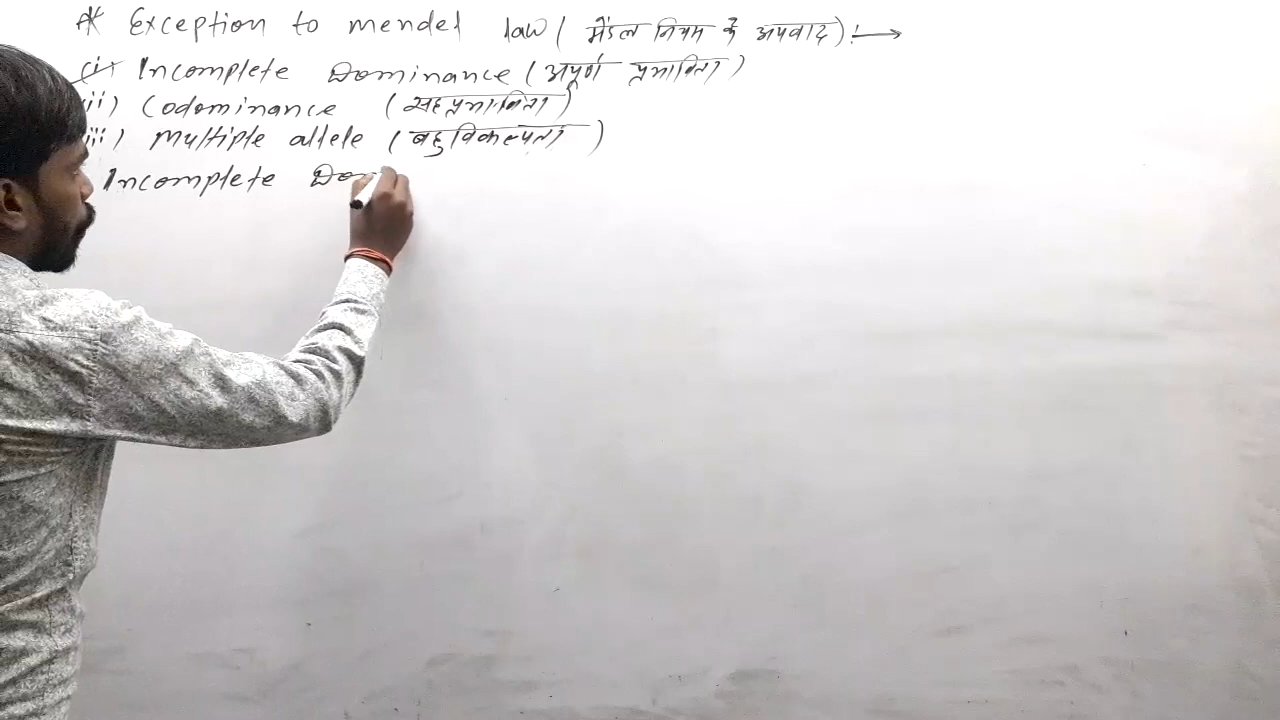 * Exception to mendel law (मेंडल नियम के अपवाद) :→
(i) Incomplete Dominance (अपूर्ण प्रभाविता)
ii) Codominance (सहप्रभाविता)
iii) Multiple allele (बहुविकल्पता)
Incomplete Dom